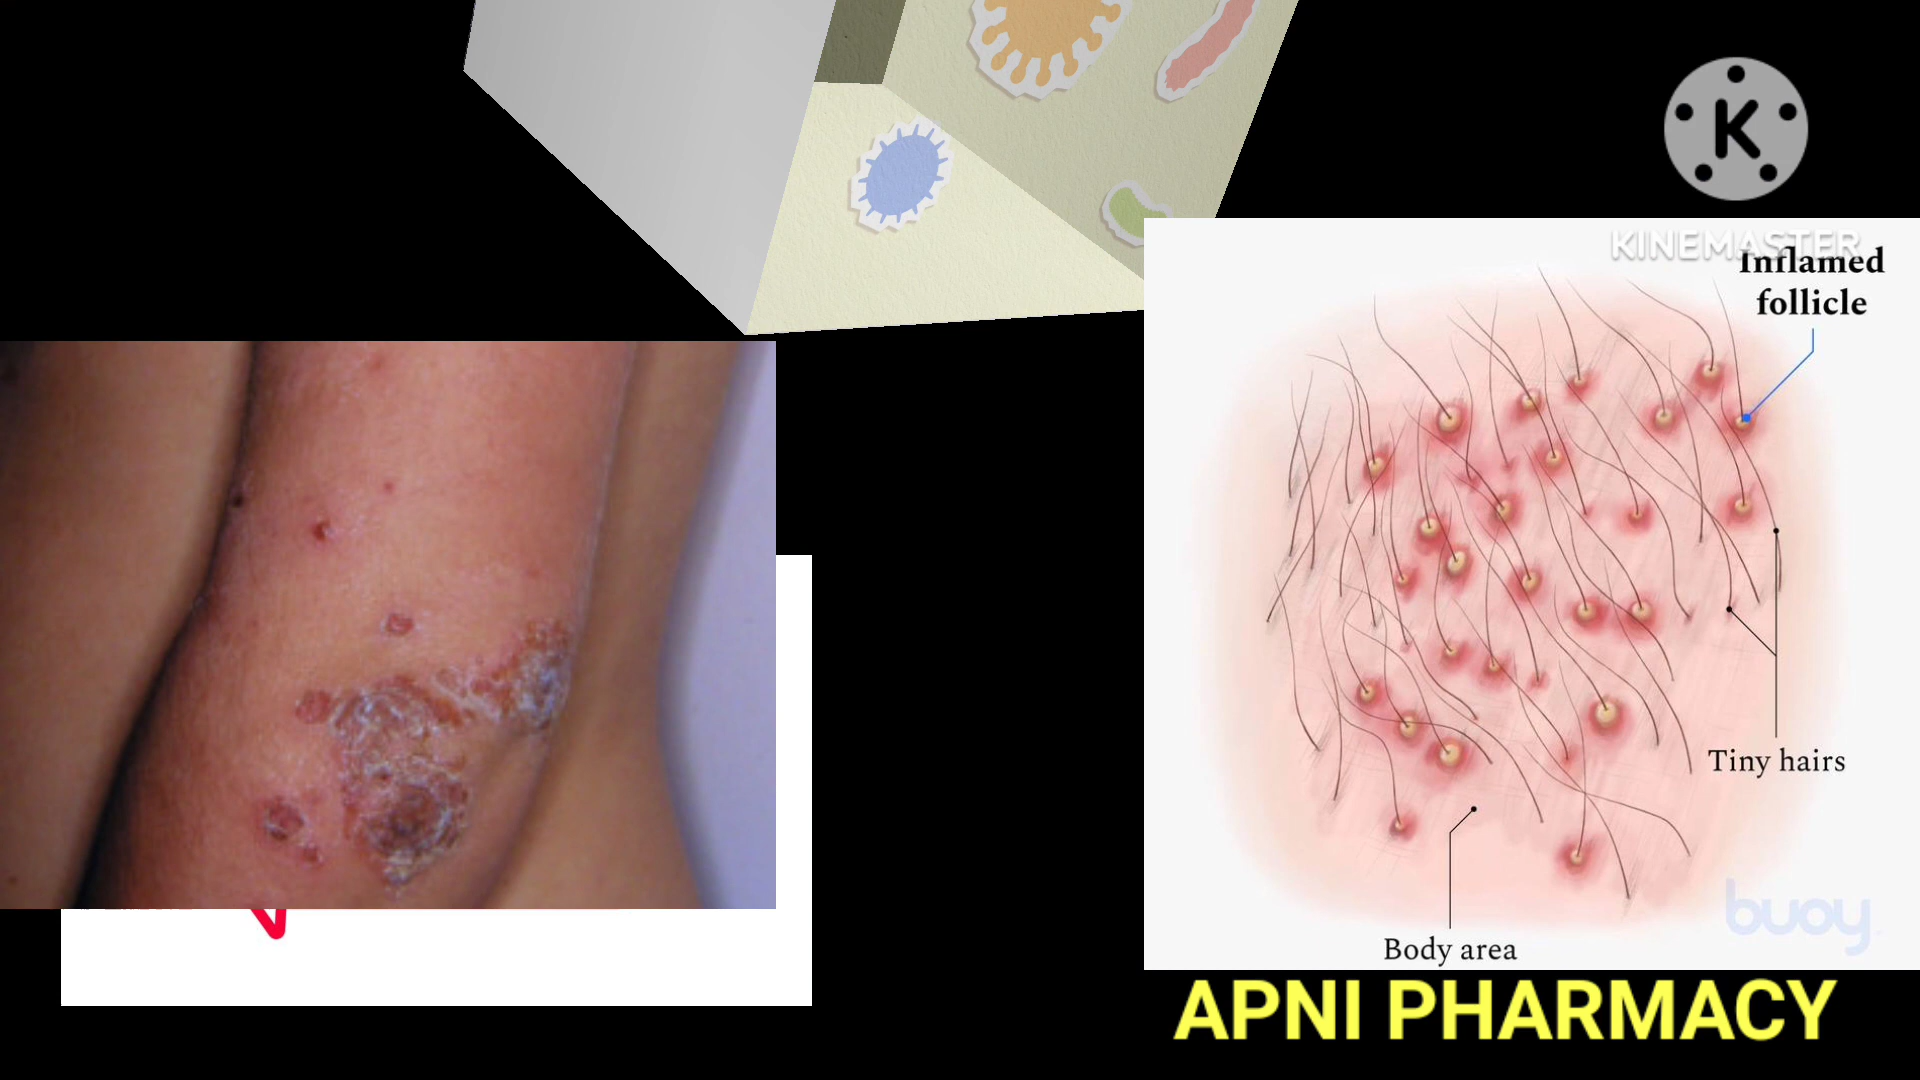 K
KINEMASTER
Inflamed
follicle
Tiny hairs
Body area
buoy
APNI PHARMACY